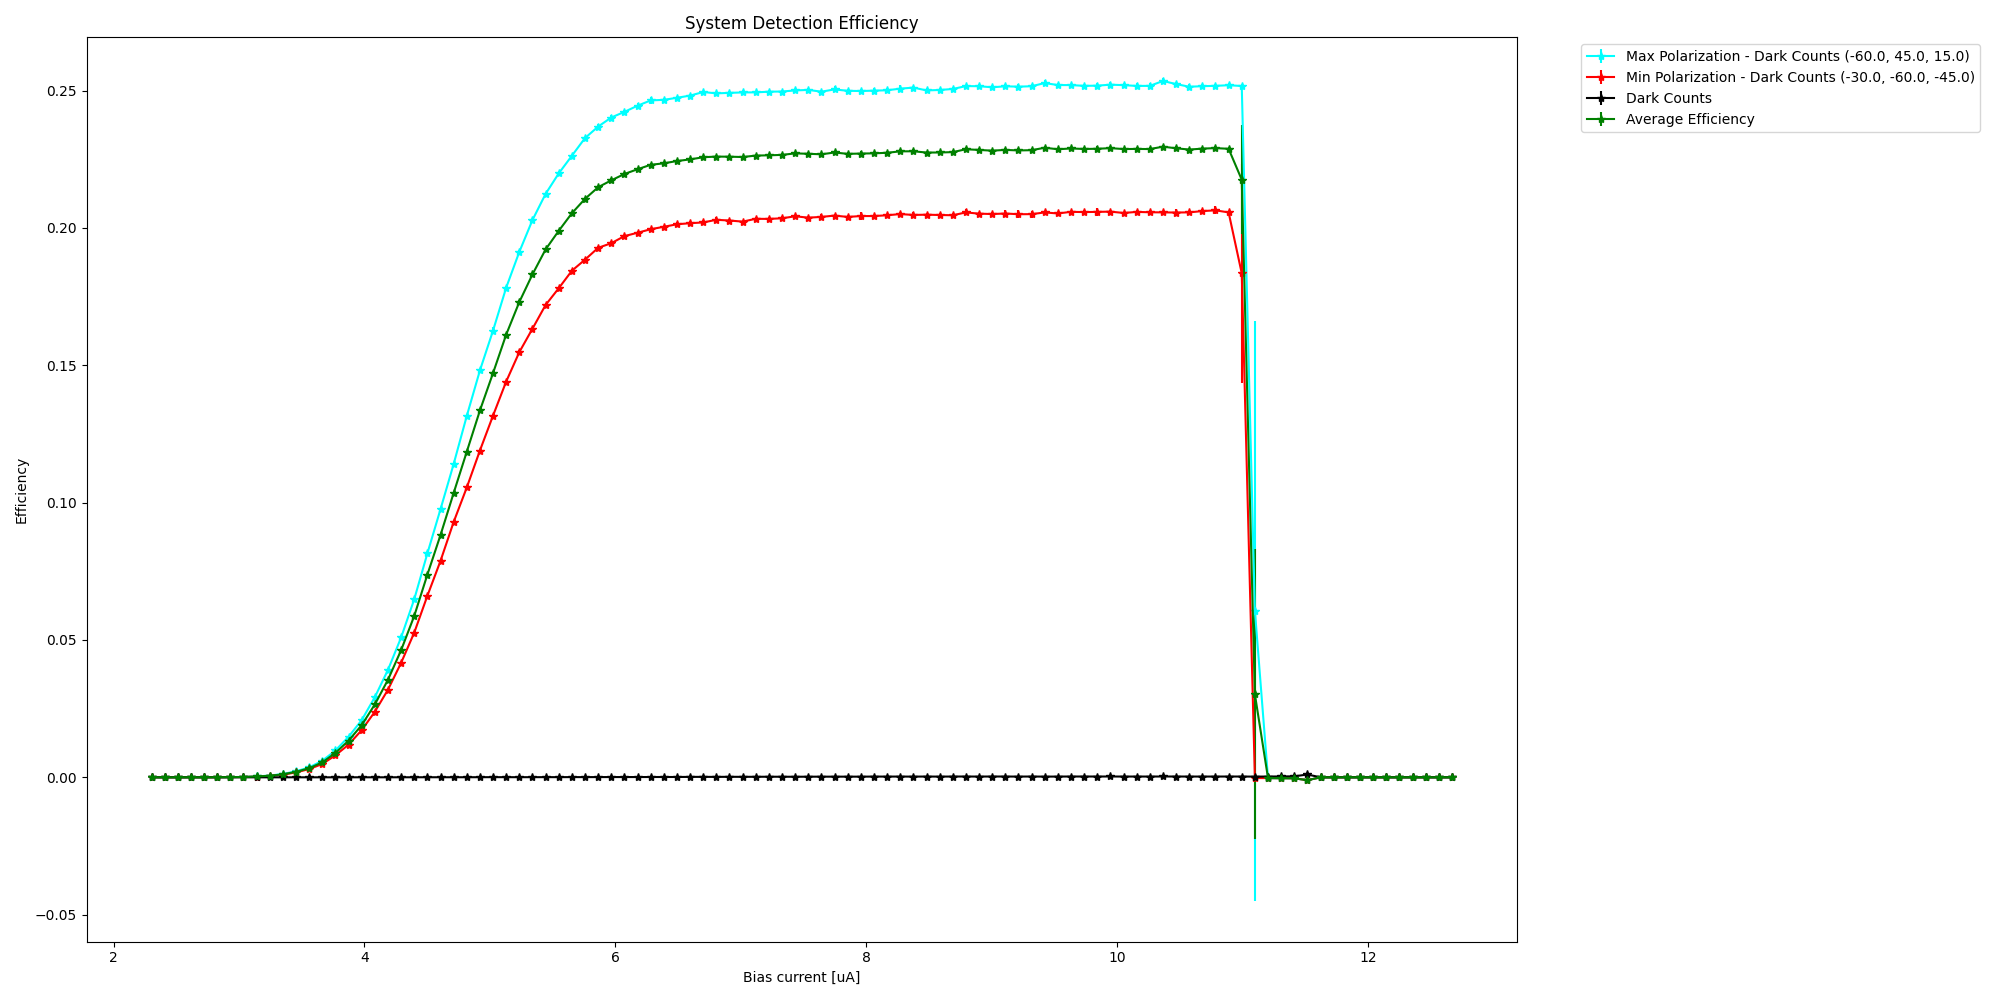 System Detection Efficiency
Max Polarization - Dark Counts (-60.0, 45.0, 15.0)
Min Polarization - Dark Counts (-30.0, -60.0, -45.0)
Dark Counts
Average Efficiency
Efficiency
0.25
0.20
0.15
0.10
0.05
0.00
−0.05
2 4 6 8 10 12
Bias current [uA]